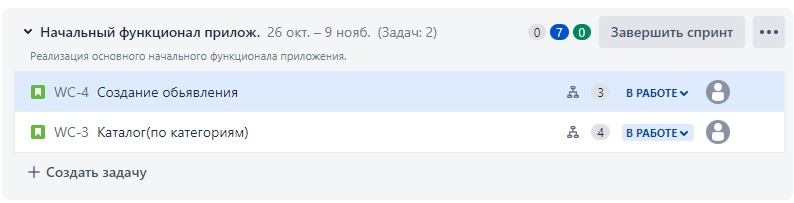 Начальный функционал прилож. 26 окт. – 9 нояб. (Задач: 2) 0 7 0 Завершить спринт
Реализация основного начального функционала приложения.
WC-4 Создание обьявления 3 В РАБОТЕ
WC-3 Каталог(по категориям) 4 В РАБОТЕ
+ Создать задачу